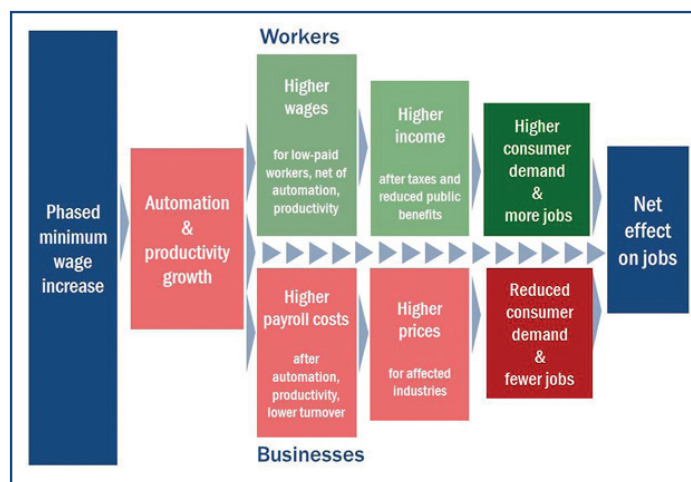 Workers
Phased
minimum
wage
increase
Automation
&
productivity
growth
Higher
wages
for low-paid
workers, net of
automation,
productivity
Higher
income
after taxes and
reduced public
benefits
Higher
consumer
demand
&
more jobs
Higher
payroll costs
after
automation,
productivity,
lower turnover
Higher
prices
for affected
industries
Reduced
consumer
demand
&
fewer jobs
Net
effect
on jobs
Businesses